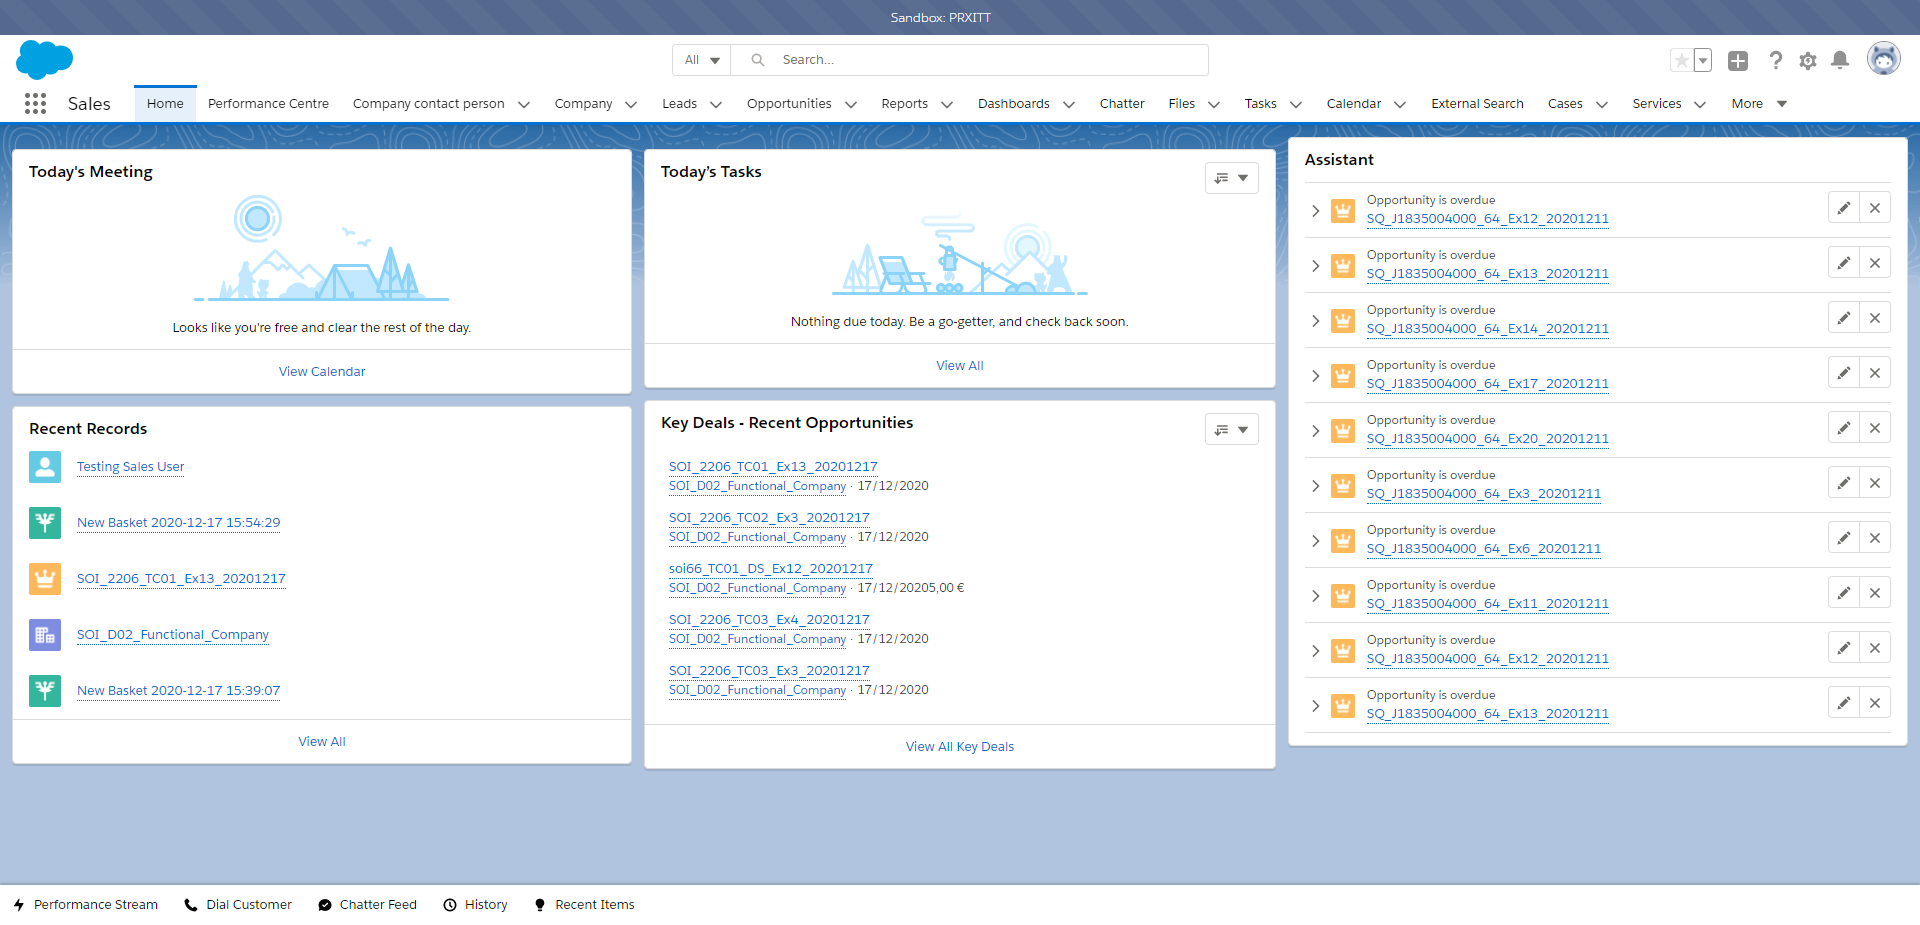 Sandbox: PRXITT
All
Search...
Sales
Home
Performance Centre
Company contact person
Company
Leads
Opportunities
Reports
Dashboards
Chatter
Files
Tasks
Calendar
External Search
Cases
Services
More
Today's Meeting
Looks like you're free and clear the rest of the day.
View Calendar
Recent Records
Testing Sales User
New Basket 2020-12-17 15:54:29
SOI_2206_TC01_Ex13_20201217
SOI_D02_Functional_Company
New Basket 2020-12-17 15:39:07
View All
Today’s Tasks
Nothing due today. Be a go-getter, and check back soon.
View All
Key Deals - Recent Opportunities
SOI_2206_TC01_Ex13_20201217
SOI_D02_Functional_Company · 17/12/2020
SOI_2206_TC02_Ex3_20201217
SOI_D02_Functional_Company · 17/12/2020
soi66_TC01_DS_Ex12_20201217
SOI_D02_Functional_Company · 17/12/20205,00 €
SOI_2206_TC03_Ex4_20201217
SOI_D02_Functional_Company · 17/12/2020
SOI_2206_TC03_Ex3_20201217
SOI_D02_Functional_Company · 17/12/2020
View All Key Deals
Assistant
Opportunity is overdue
SQ_J1835004000_64_Ex12_20201211
Opportunity is overdue
SQ_J1835004000_64_Ex13_20201211
Opportunity is overdue
SQ_J1835004000_64_Ex14_20201211
Opportunity is overdue
SQ_J1835004000_64_Ex17_20201211
Opportunity is overdue
SQ_J1835004000_64_Ex20_20201211
Opportunity is overdue
SQ_J1835004000_64_Ex3_20201211
Opportunity is overdue
SQ_J1835004000_64_Ex6_20201211
Opportunity is overdue
SQ_J1835004000_64_Ex11_20201211
Opportunity is overdue
SQ_J1835004000_64_Ex12_20201211
Opportunity is overdue
SQ_J1835004000_64_Ex13_20201211
Performance Stream
Dial Customer
Chatter Feed
History
Recent Items